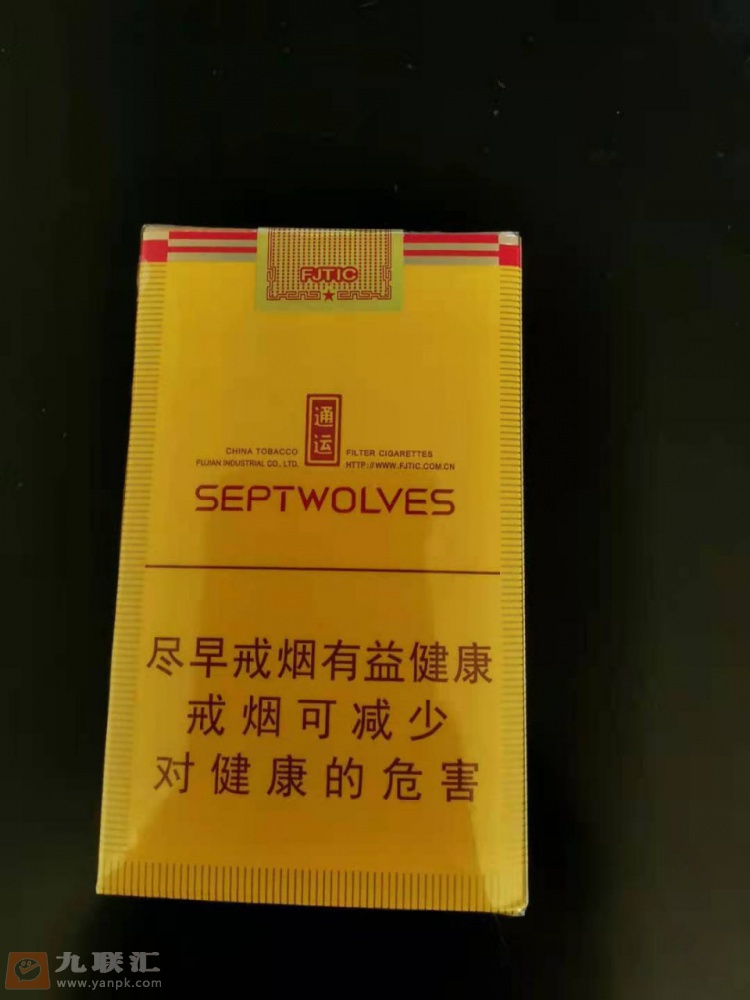 FJTIC
通运
CHINA TOBACCO
FUJIAN INDUSTRIAL CO., LTD.
FILTER CIGARETTES
HTTP://WWW.FJTIC.COM.CN
SEPTWOLVES
尽早戒烟有益健康
戒烟可减少
对健康的危害
九联汇
www.yanpk.com